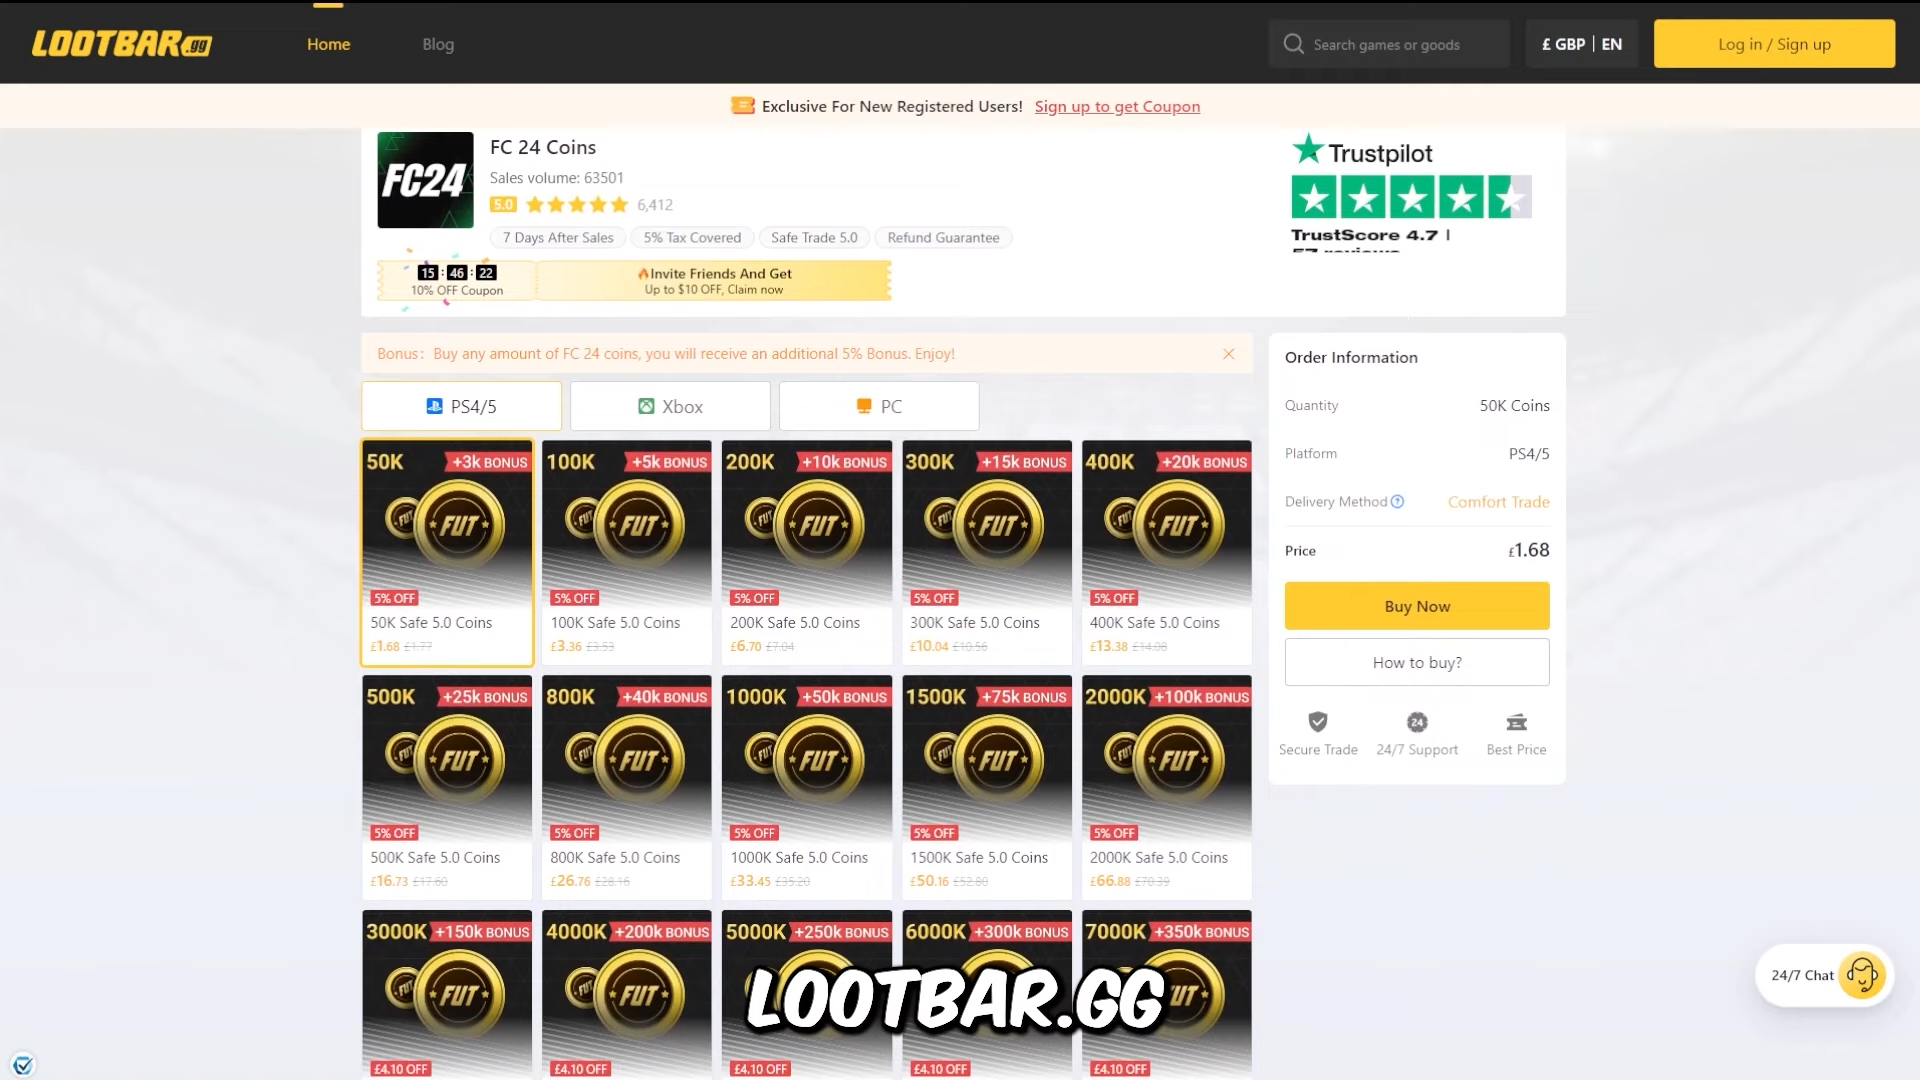 LOOTBAR.gg
Home
Blog
Search games or goods
£ GBP | EN
Log in / Sign up
Exclusive For New Registered Users! Sign up to get Coupon
FC24
FC 24 Coins
Sales volume: 63501
5.0 6,412
7 Days After Sales
5% Tax Covered
Safe Trade 5.0
Refund Guarantee
15 : 46 : 22
10% OFF Coupon
Invite Friends And Get
Up to $10 OFF, Claim now
Trustpilot
TrustScore 4.7 |
Bonus: Buy any amount of FC 24 coins, you will receive an additional 5% Bonus. Enjoy!
PS4/5
Xbox
PC
50K +3k BONUS
FUT FUT
5% OFF
50K Safe 5.0 Coins
£1.68 £1.77
100K +5k BONUS
FUT FUT
5% OFF
100K Safe 5.0 Coins
£3.36 £3.53
200K +10k BONUS
FUT FUT
5% OFF
200K Safe 5.0 Coins
£6.70 £7.04
300K +15k BONUS
FUT FUT
5% OFF
300K Safe 5.0 Coins
£10.04 £10.56
400K +20k BONUS
FUT FUT
5% OFF
400K Safe 5.0 Coins
£13.38 £14.08
500K +25k BONUS
FUT FUT
5% OFF
500K Safe 5.0 Coins
£16.73 £17.60
800K +40k BONUS
FUT FUT
5% OFF
800K Safe 5.0 Coins
£26.76 £28.16
1000K +50k BONUS
FUT FUT
5% OFF
1000K Safe 5.0 Coins
£33.45 £35.20
1500K +75k BONUS
FUT FUT
5% OFF
1500K Safe 5.0 Coins
£50.16 £52.80
2000K +100k BONUS
FUT FUT
5% OFF
2000K Safe 5.0 Coins
£66.88 £70.39
3000K +150k BONUS
FUT FUT
£4.10 OFF
4000K +200k BONUS
FUT FUT
£4.10 OFF
5000K +250k BONUS
£4.10 OFF
6000K +300k BONUS
£4.10 OFF
7000K +350k BONUS
£4.10 OFF
LOOTBAR.GG
Order Information
Quantity 50K Coins
Platform PS4/5
Delivery Method ? Comfort Trade
Price £1.68
Buy Now
How to buy?
24
Secure Trade
24/7 Support
Best Price
24/7 Chat